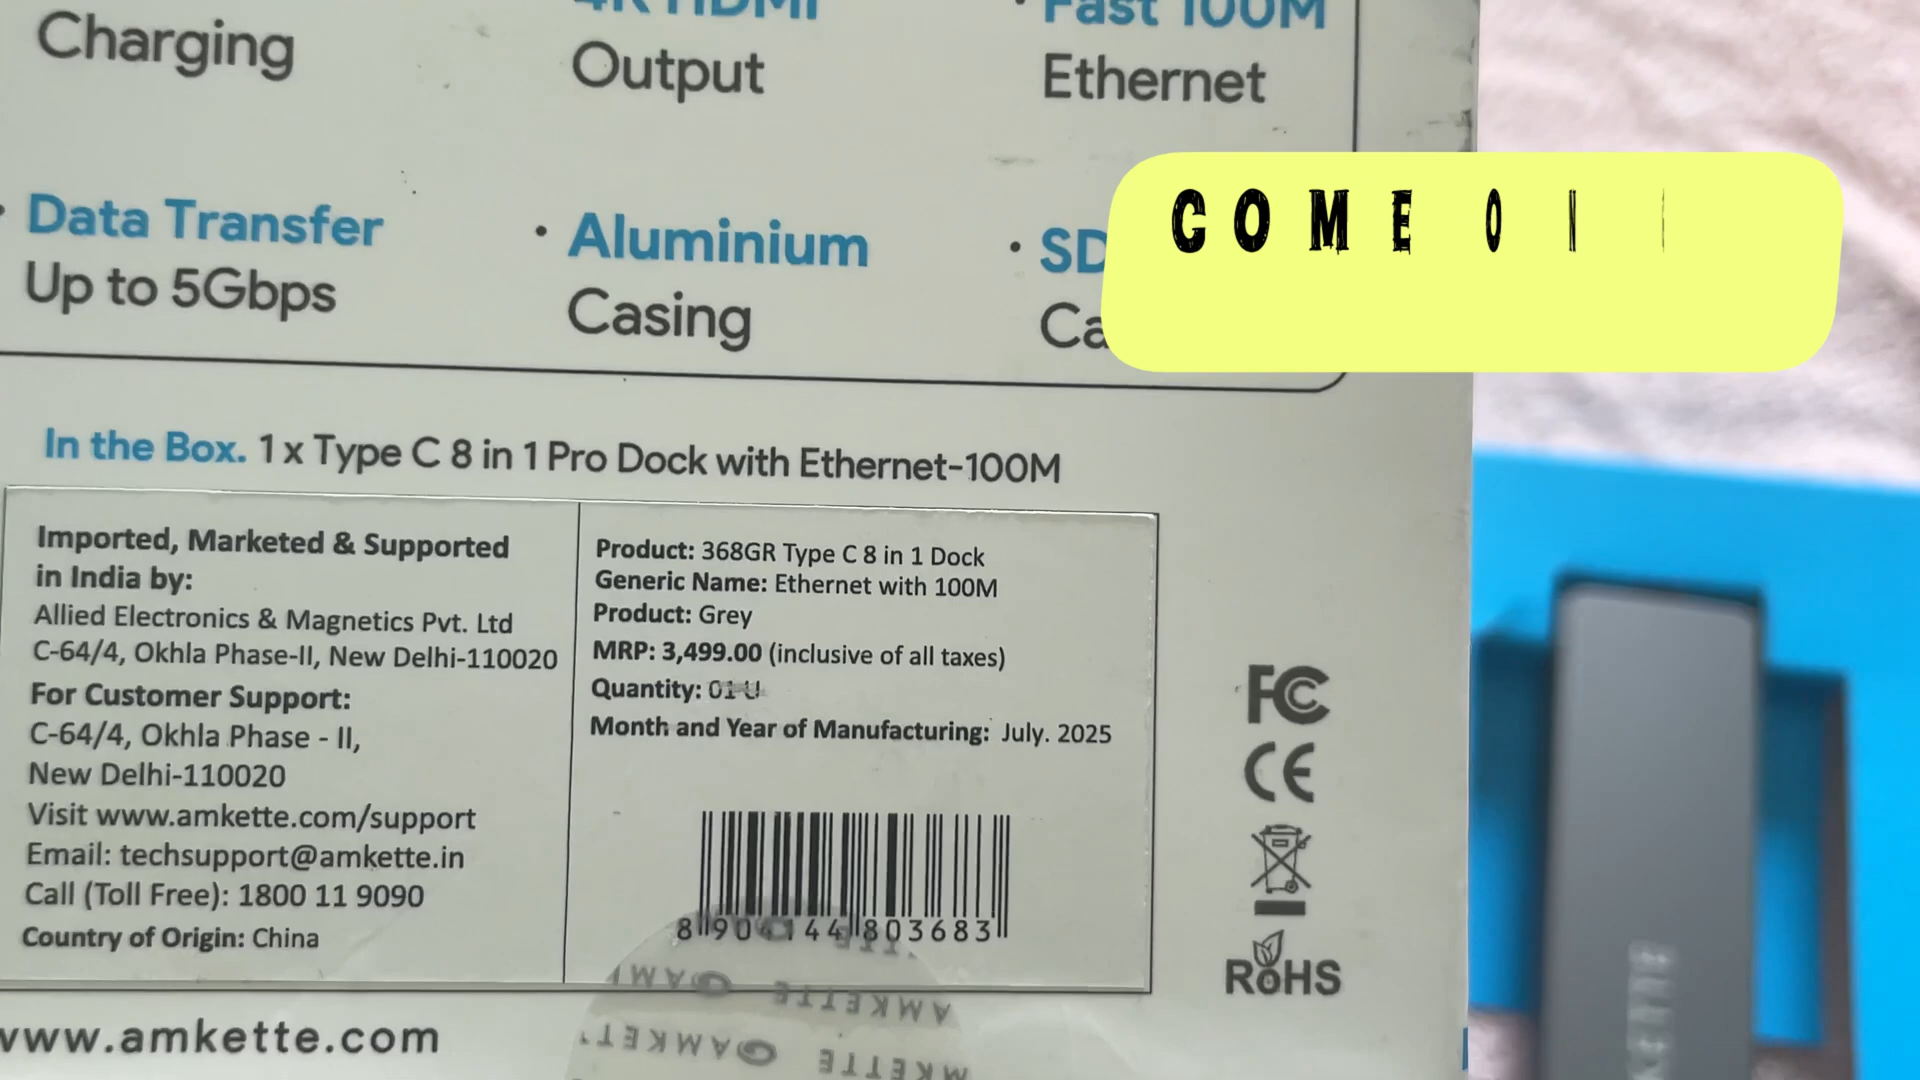 Charging
4K HDMI
Output
Fast 100M
Ethernet
Data Transfer
Up to 5Gbps
Aluminium
Casing
SD
Ca
COME ON
In the Box. 1 x Type C 8 in 1 Pro Dock with Ethernet-100M
Imported, Marketed & Supported
in India by:
Allied Electronics & Magnetics Pvt. Ltd
C-64/4, Okhla Phase-II, New Delhi-110020
For Customer Support:
C-64/4, Okhla Phase - II,
New Delhi-110020
Visit www.amkette.com/support
Email: techsupport@amkette.in
Call (Toll Free): 1800 11 9090
Country of Origin: China
Product: 368GR Type C 8 in 1 Dock
Generic Name: Ethernet with 100M
Product: Grey
MRP: 3,499.00 (inclusive of all taxes)
Quantity: 01 U
Month and Year of Manufacturing: July. 2025
8 904144 803683
FC
CE
RoHS
www.amkette.com
AMKETTE
AMKETTE